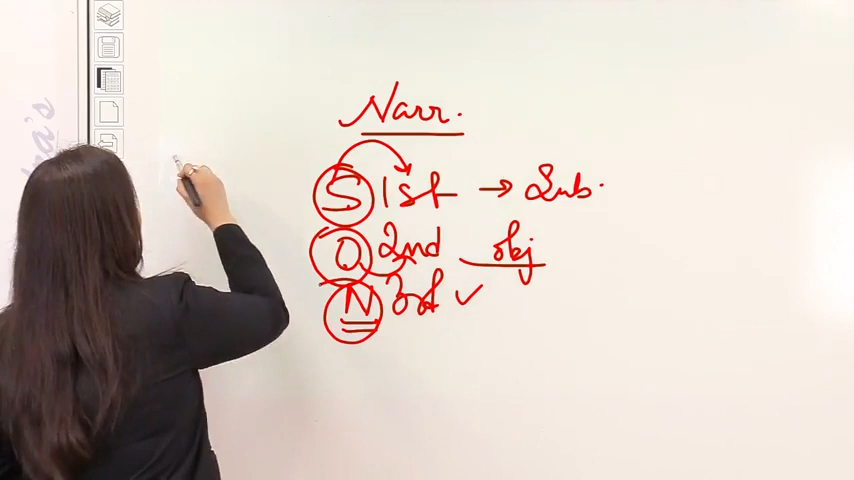 Narr.
S 1st → Sub.
O 2nd obj
N 3rd ✓